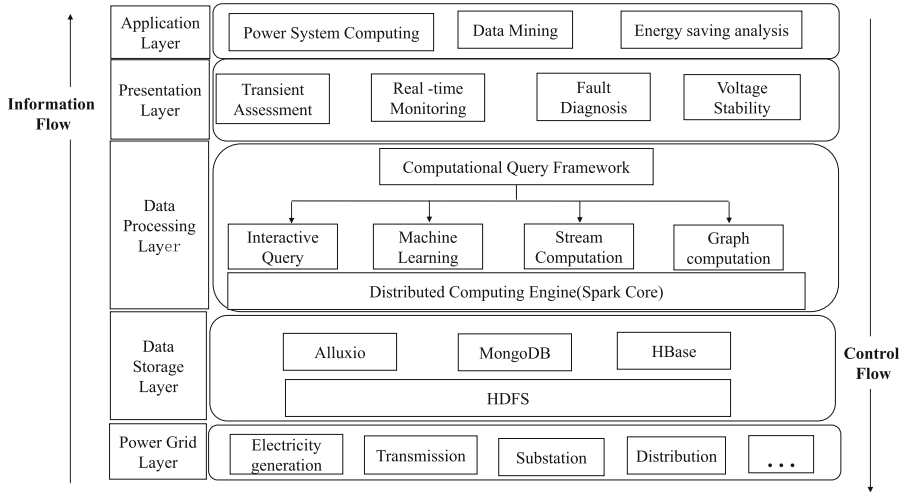 Application
Layer
Power System Computing
Data Mining
Energy saving analysis
Information
Flow
Presentation
Layer
Transient
Assessment
Real -time
Monitoring
Fault
Diagnosis
Voltage
Stability
Data
Processing
Layer
Computational Query Framework
Interactive
Query
Machine
Learning
Stream
Computation
Graph
computation
Distributed Computing Engine(Spark Core)
Data
Storage
Layer
Alluxio
MongoDB
HBase
HDFS
Control
Flow
Power Grid
Layer
Electricity
generation
Transmission
Substation
Distribution
...